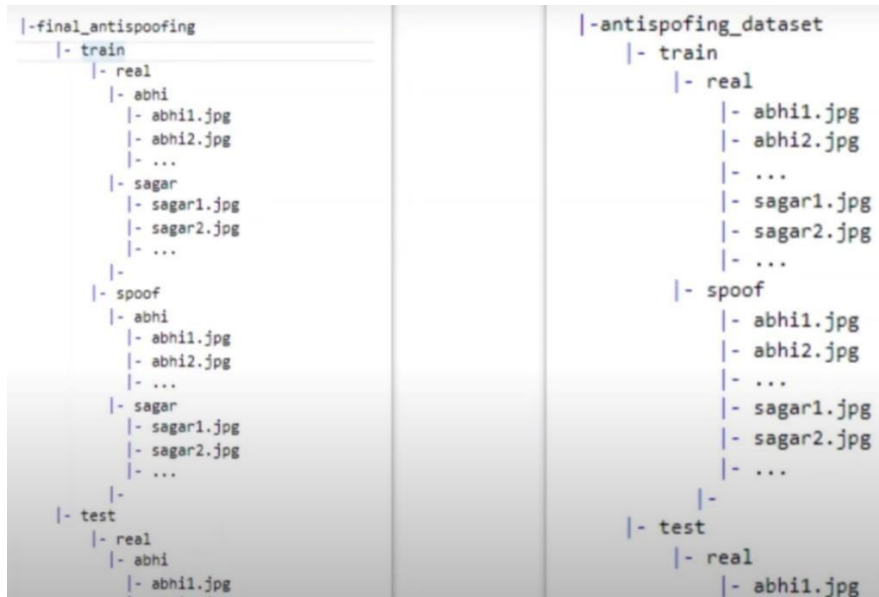 |-final_antispoofing
|- train
|- real
|- abhi
|- abhi1.jpg
|- abhi2.jpg
|- ...
|- sagar
|- sagar1.jpg
|- sagar2.jpg
|- ...
|-
|- spoof
|- abhi
|- abhi1.jpg
|- abhi2.jpg
|- ...
|- sagar
|- sagar1.jpg
|- sagar2.jpg
|- ...
|-
|- test
|- real
|- abhi
|- abhi1.jpg
|-antispofing_dataset
|- train
|- real
|- abhi1.jpg
|- abhi2.jpg
|- ...
|- sagar1.jpg
|- sagar2.jpg
|- ...
|- spoof
|- abhi1.jpg
|- abhi2.jpg
|- ...
|- sagar1.jpg
|- sagar2.jpg
|- ...
|-
|- test
|- real
|- abhi1.jpg